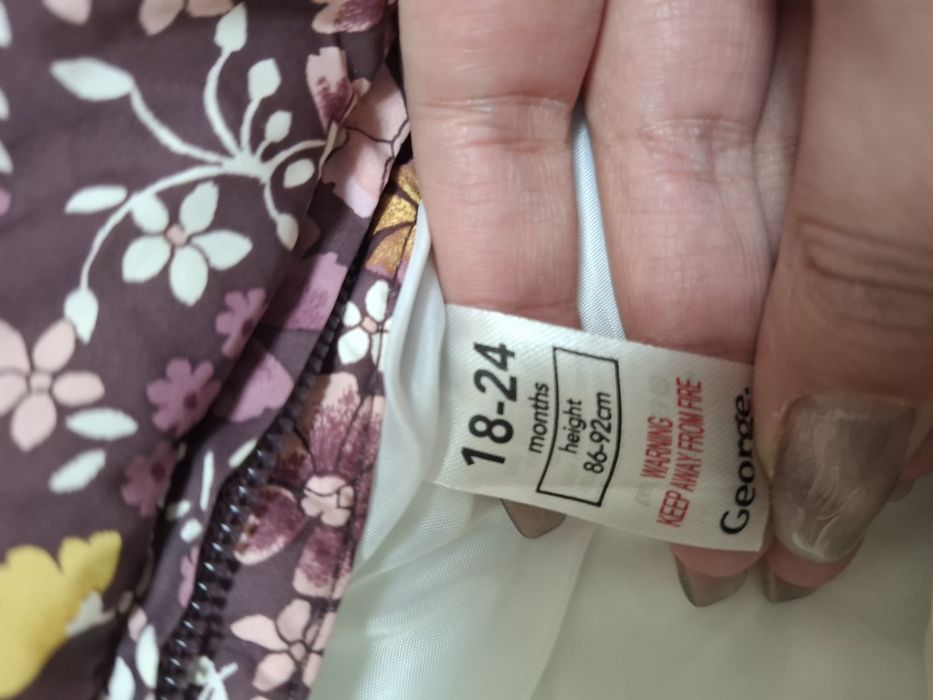 18-24
months
height
86-92cm
WARNING
KEEP AWAY FROM FIRE
George.